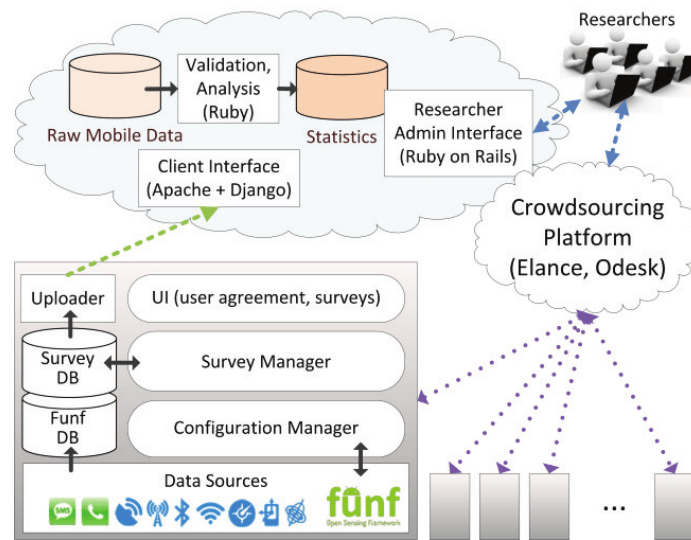 Researchers
Validation,
Analysis
(Ruby)
Raw Mobile Data
Statistics
Researcher
Admin Interface
(Ruby on Rails)
Client Interface
(Apache + Django)
Crowdsourcing
Platform
(Elance, Odesk)
Uploader
UI (user agreement, surveys)
Survey
DB
Survey Manager
Funf
DB
Configuration Manager
Data Sources
SMS
funf
Open Sensing Framework
...